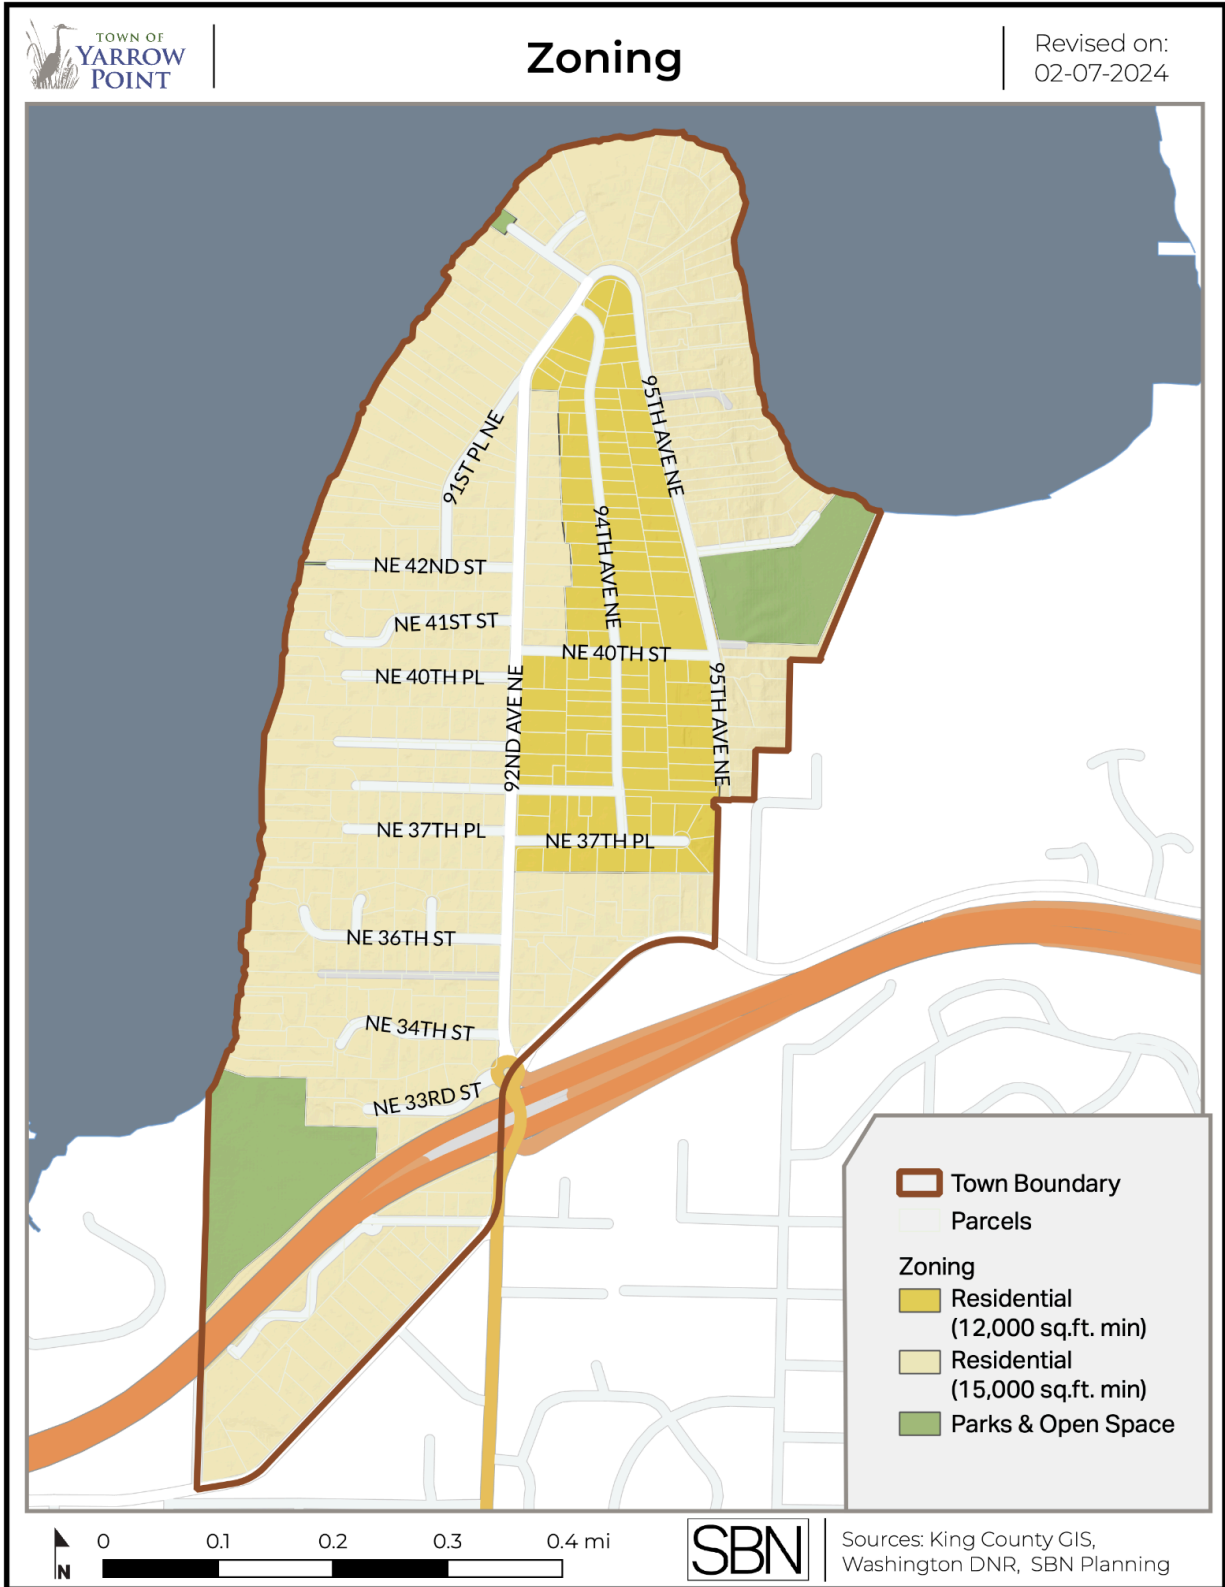 TOWN OF
YARROW
POINT
Zoning
Revised on:
02-07-2024
91ST PL NE
95TH AVE NE
94TH AVE NE
NE 42ND ST
NE 41ST ST
NE 40TH ST
NE 40TH PL
92ND AVE NE
95TH AVE NE
NE 37TH PL
NE 37TH PL
NE 36TH ST
NE 34TH ST
NE 33RD ST
Town Boundary
Parcels
Zoning
Residential
(12,000 sq.ft. min)
Residential
(15,000 sq.ft. min)
Parks & Open Space
N
0 0.1 0.2 0.3 0.4 mi
SBN
Sources: King County GIS,
Washington DNR, SBN Planning